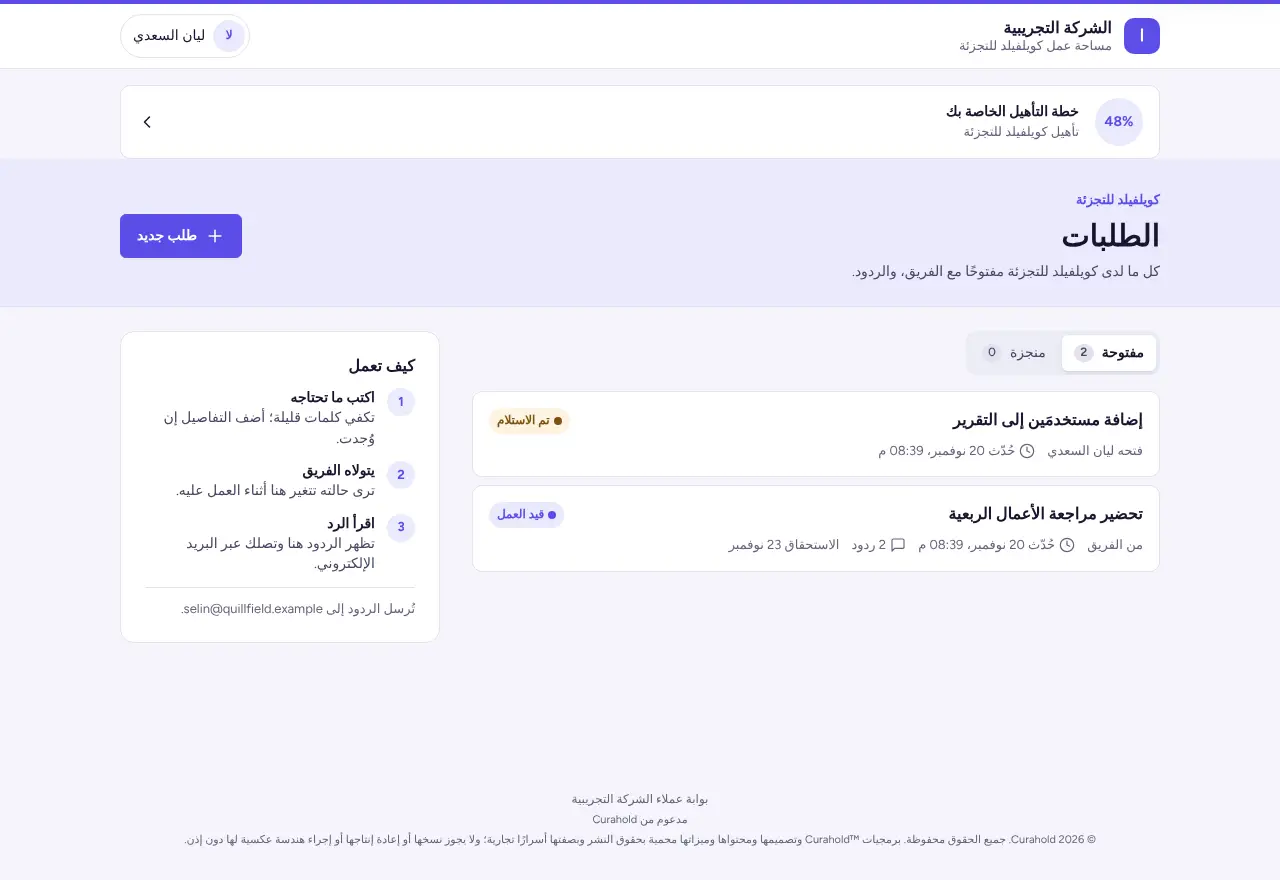 ا
الشركة التجريبية
مساحة عمل كويلفيلد للتجزئة
لا
ليان السعدي
48%
خطة التأهيل الخاصة بك
تأهيل كويلفيلد للتجزئة
كويلفيلد للتجزئة
الطلبات
كل ما لدى كويلفيلد للتجزئة مفتوحًا مع الفريق، والردود.
طلب جديد
مفتوحة 2
منجزة 0
إضافة مستخدمَين إلى التقرير
تم الاستلام
فتحه ليان السعدي حُدّث 20 نوفمبر، 08:39 م
تحضير مراجعة الأعمال الربعية
قيد العمل
من الفريق حُدّث 20 نوفمبر، 08:39 م 2 ردود الاستحقاق 23 نوفمبر
كيف تعمل
1 اكتب ما تحتاجه
تكفي كلمات قليلة؛ أضف التفاصيل إن
وُجدت.
2 يتولاه الفريق
ترى حالته تتغير هنا أثناء العمل عليه.
3 اقرأ الرد
تظهر الردود هنا وتصلك عبر البريد
الإلكتروني.
تُرسل الردود إلى selin@quillfield.example.
بوابة عملاء الشركة التجريبية
مدعوم من Curahold
© 2026 Curahold. جميع الحقوق محفوظة. برمجيات Curahold™ وتصميمها ومحتواها وميزاتها محمية بحقوق النشر وبصفتها أسرارًا تجارية؛ ولا يجوز نسخها أو إعادة إنتاجها أو إجراء هندسة عكسية لها دون إذن.